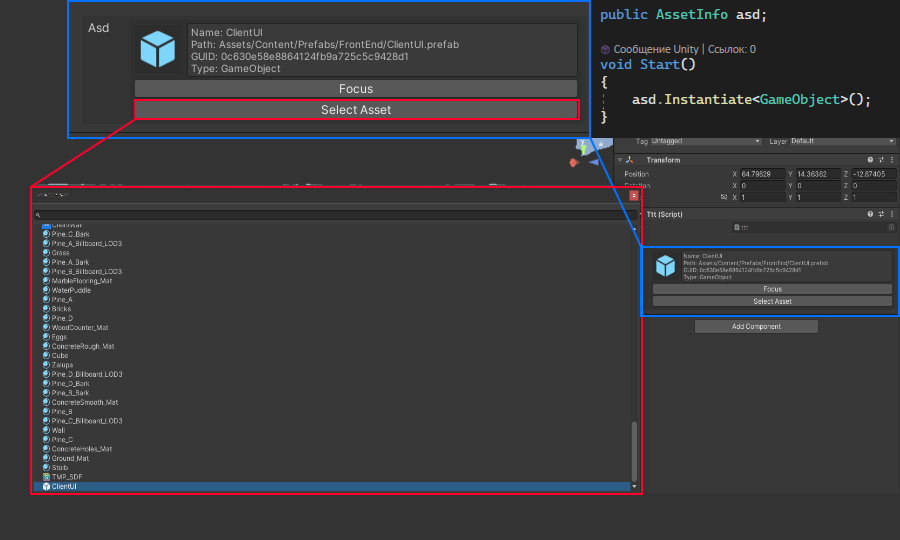 Asd
Name: ClientUI
Path: Assets/Content/Prefabs/FrontEnd/ClientUI.prefab
GUID: 0c630e58e8864124fb9a725c5c9428d1
Type: GameObject
Focus
Select Asset
public AssetInfo asd;
Сообщение Unity | Ссылок: 0
void Start()
{
asd.Instantiate<GameObject>();
}
Tag Untagged Layer Default
Transform
Position X 64.79829 Y 14.36382 Z -12.87405
Rotation X 0 Y 0 Z 0
X 1 Y 1 Z 1
Ttt (Script)
ttt
Name: ClientUI
Path: Assets/Content/Prefabs/FrontEnd/ClientUI.prefab
GUID: 0c630e58e8864124fb9a725c5c9428d1
Type: GameObject
Focus
Select Asset
Add Component
ClientWall
Pine_C_Bark
Pine_A_Billboard_LOD3
Grass
Pine_A_Bark
Pine_B_Billboard_LOD3
MarbleFlooring_Mat
WaterPuddle
Pine_A
Bricks
Pine_D
WoodCounter_Mat
Eggs
ConcreteRough_Mat
Cube
Zalupa
Pine_D_Billboard_LOD3
Pine_D_Bark
Pine_B_Bark
ConcreteSmooth_Mat
Pine_B
Pine_C_Billboard_LOD3
Wall
Pine_C
ConcreteHoles_Mat
Ground_Mat
Stolb
TMP_SDF
ClientUI